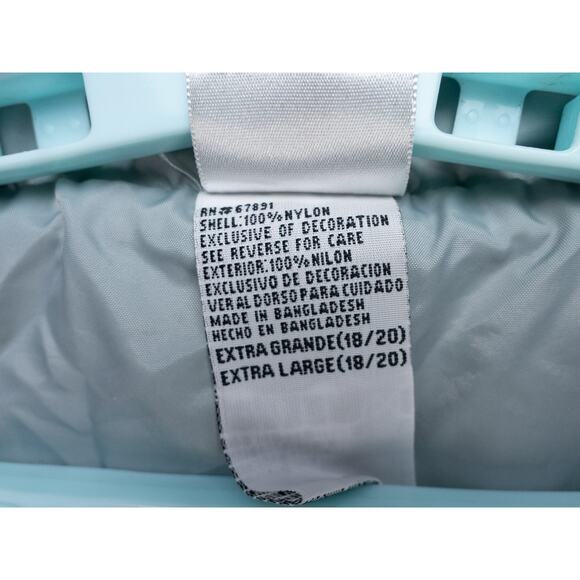 RN#67891
SHELL:100%NYLON
EXCLUSIVE OF DECORATION
SEE REVERSE FOR CARE
EXTERIOR:100%NILON
EXCLUSIVO DE DECORACION
VER AL DORSO PARA CUIDADO
MADE IN BANGLADESH
HECHO EN BANGLADESH
EXTRA GRANDE(18/20)
EXTRA LARGE(18/20)